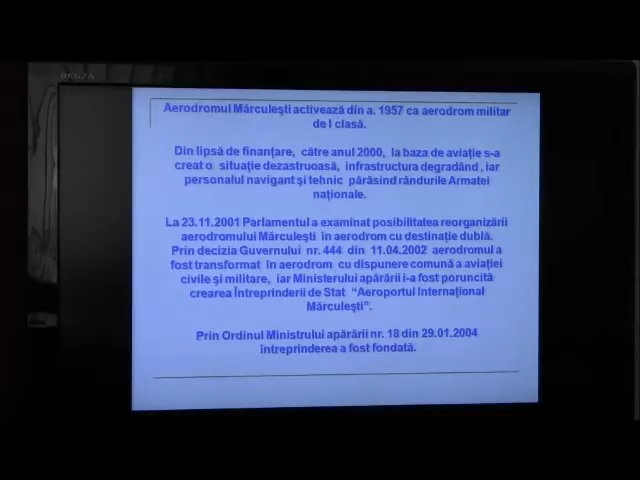 REGZA
Aerodromul Mărculeşti activează din a. 1957 ca aerodrom militar
de I clasă.
Din lipsă de finanţare, către anul 2000, la baza de aviaţie s-a
creat o situaţie dezastruoasă, infrastructura degradând , iar
personalul navigant şi tehnic părăsind rândurile Armatei
naţionale.
La 23.11.2001 Parlamentul a examinat posibilitatea reorganizării
aerodromului Mărculeşti în aerodrom cu destinaţie dublă.
Prin decizia Guvernului nr. 444 din 11.04.2002 aerodromul a
fost transformat în aerodrom cu dispunere comună a aviaţiei
civile şi militare, iar Ministerului apărării i-a fost poruncită
crearea Întreprinderii de Stat “Aeroportul Internaţional
Mărculeşti”.
Prin Ordinul Ministrului apărării nr. 18 din 29.01.2004
întreprinderea a fost fondată.